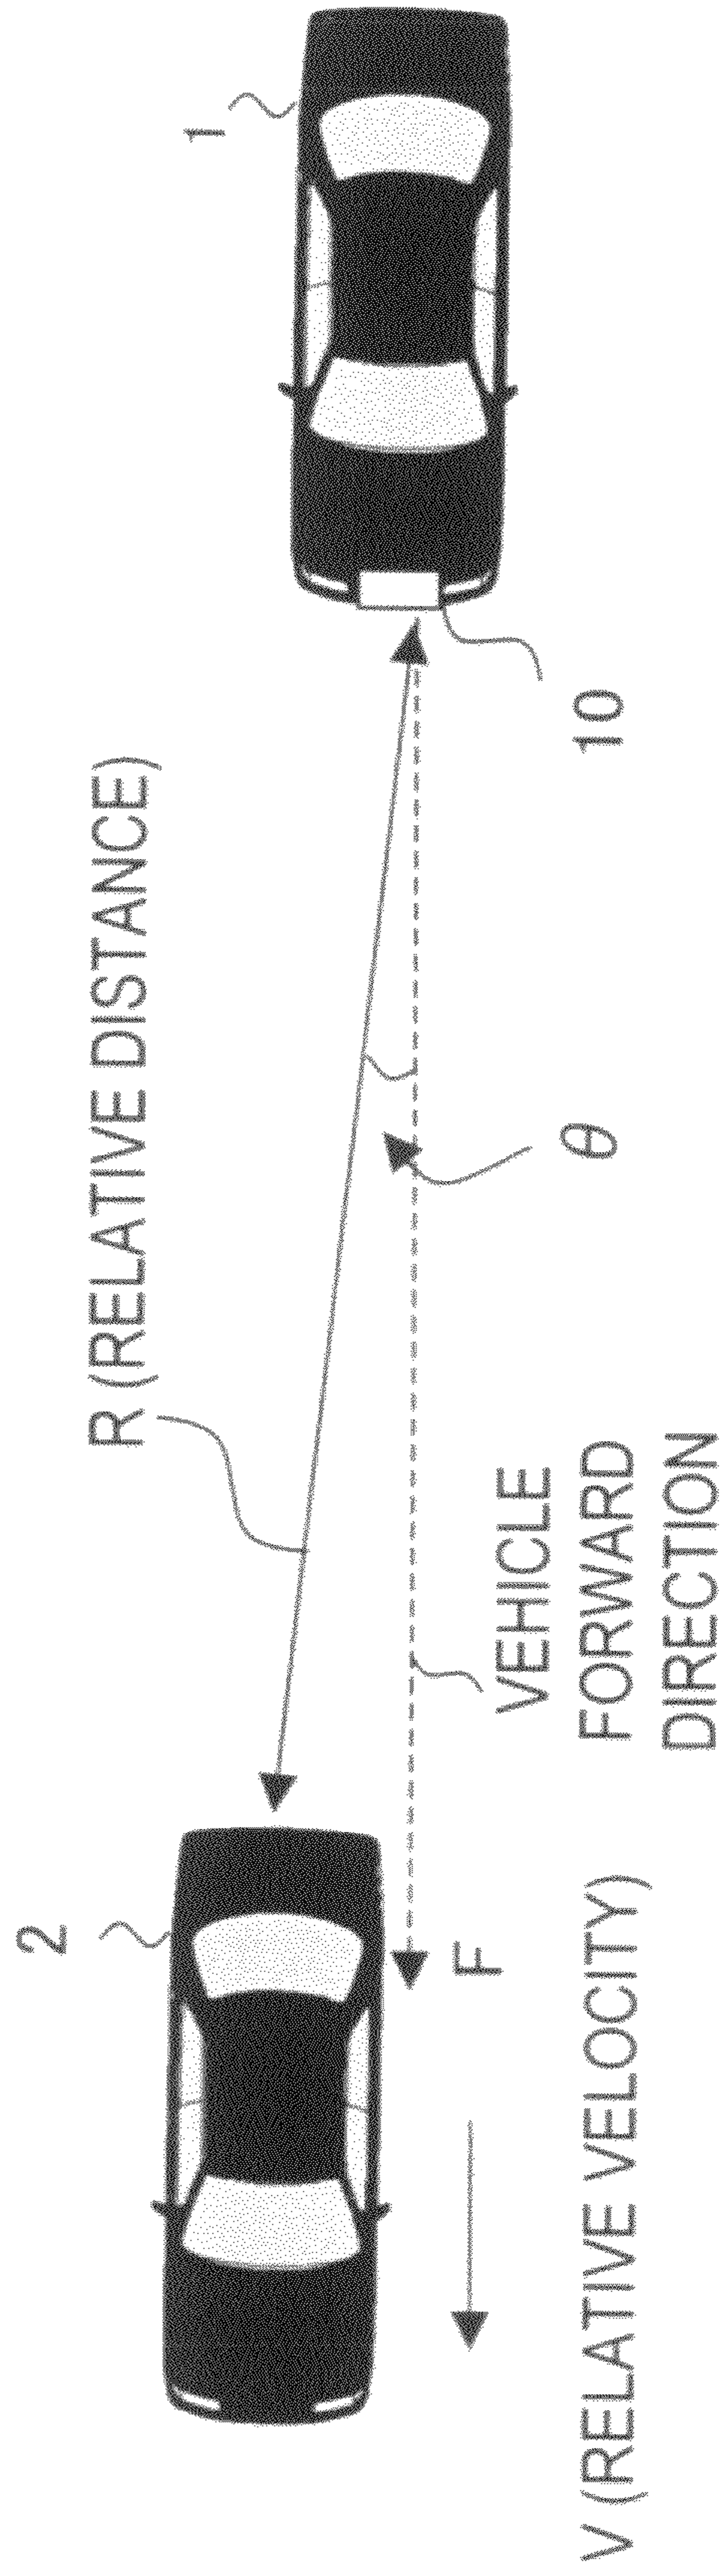 2
R (RELATIVE DISTANCE)
1
F
θ
10
VEHICLE
FORWARD
DIRECTION
V (RELATIVE VELOCITY)